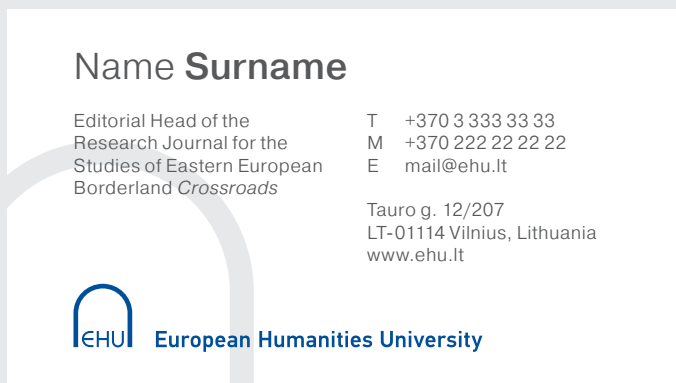 Name Surname
Editorial Head of the
Research Journal for the
Studies of Eastern European
Borderland Crossroads
T +370 3 333 33 33
M +370 222 22 22 22
E mail@ehu.lt
Tauro g. 12/207
LT-01114 Vilnius, Lithuania
www.ehu.lt
EHU European Humanities University